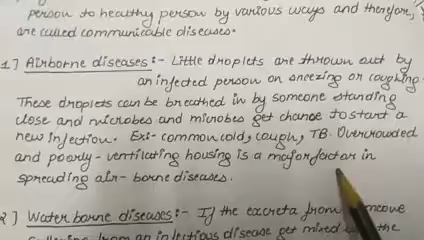 person to healthy person by various ways and therefore,
are called communicable diseases.
1] Airborne diseases:- Little droplets are thrown out by
an infected person on sneezing or coughing.
These droplets can be breathed in by someone standing
close and microbes and microbes get chance to start a
new infection. Ex:- common cold, cough, TB. Overcrowded
and poorly-ventilating housing is a major factor in
spreading air-borne diseases.
2] Water borne diseases:- If the excreta from someone
from an infectious disease get mixed the